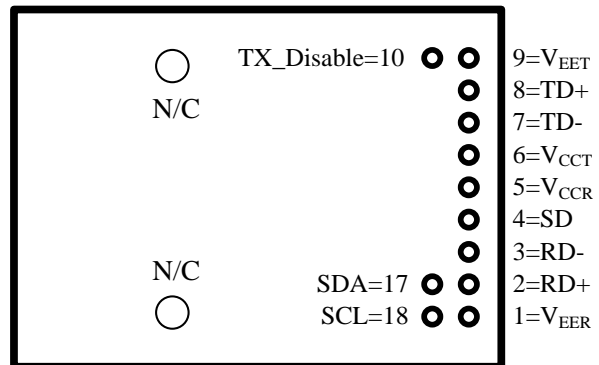 TX_Disable=10 9=VEET
8=TD+
N/C
7=TD-
6=VCCT
5=VCCR
4=SD
3=RD-
N/C
SDA=17 2=RD+
SCL=18 1=VEER